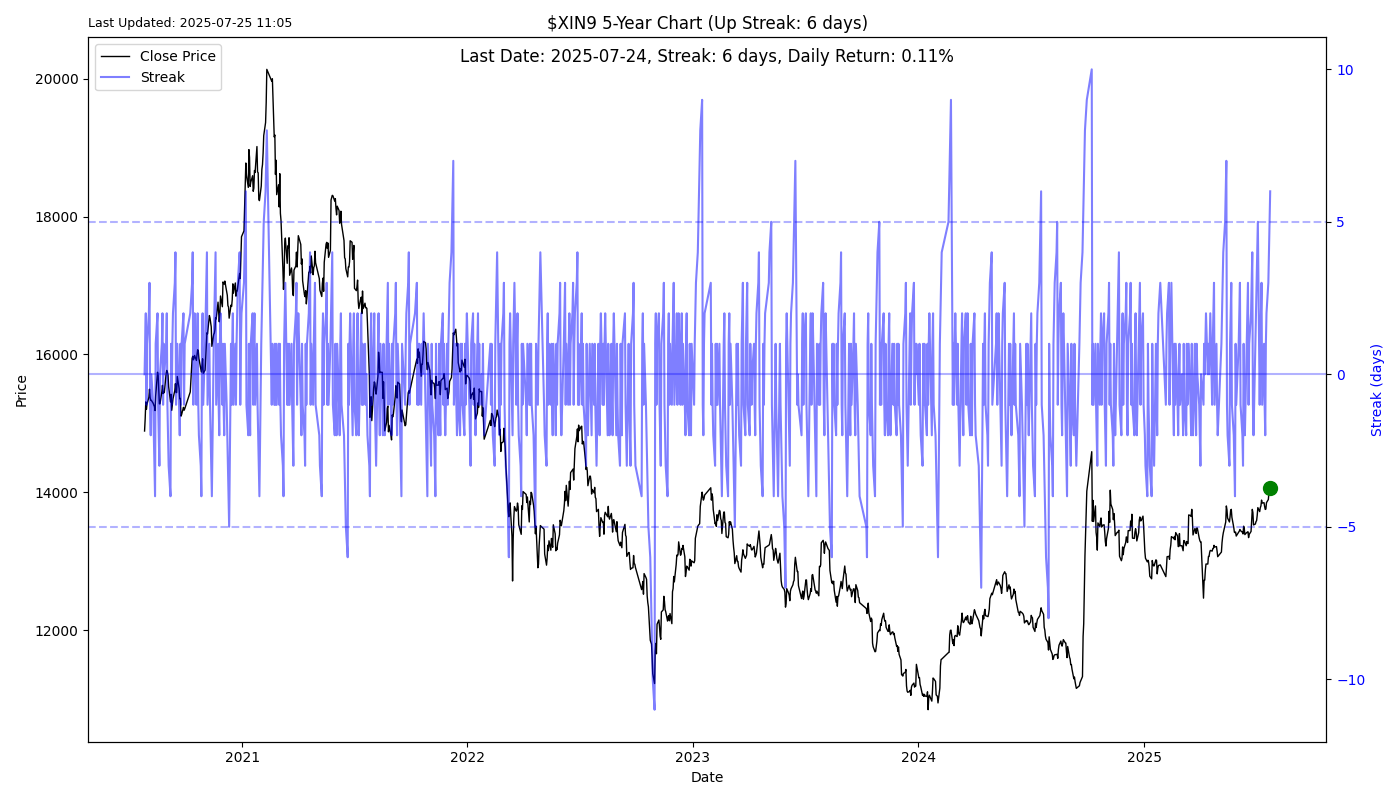 Last Updated: 2025-07-25 11:05
$XIN9 5-Year Chart (Up Streak: 6 days)
Last Date: 2025-07-24, Streak: 6 days, Daily Return: 0.11%
Close Price
Streak
20000
18000
16000
14000
12000
Price
10
5
0
−5
−10
Streak (days)
2021
2022
2023
2024
2025
Date